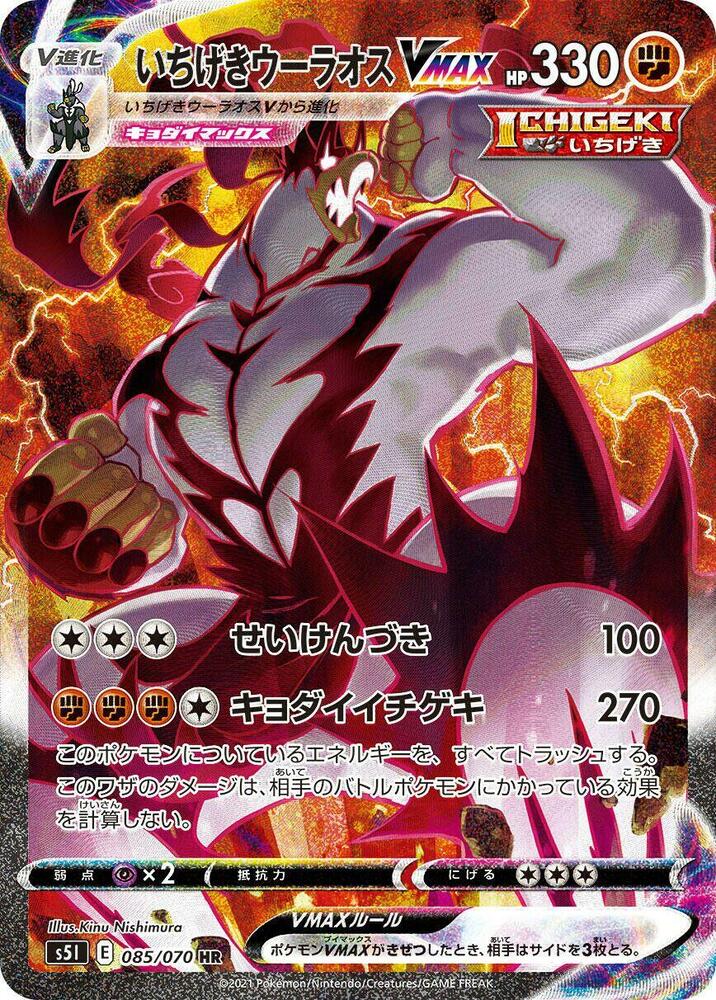 V進化
いちげきウーラオス VMAX HP 330
いちげきウーラオスVから進化
キョダイマックス
ICHIGEKI
いちげき
せいけんづき 100
キョダイイチゲキ 270
このポケモンについているエネルギーを、すべてトラッシュする。
このワザのダメージは、相手のバトルポケモンにかかっている効果
を計算しない。
弱点 ×2 抵抗力 にげる
Illus. Kinu Nishimura
VMAXルール
s5I E 085/070 HR
ポケモンVMAXがきぜつしたとき、相手はサイドを3枚とる。
©2021 Pokémon/Nintendo/Creatures/GAME FREAK.